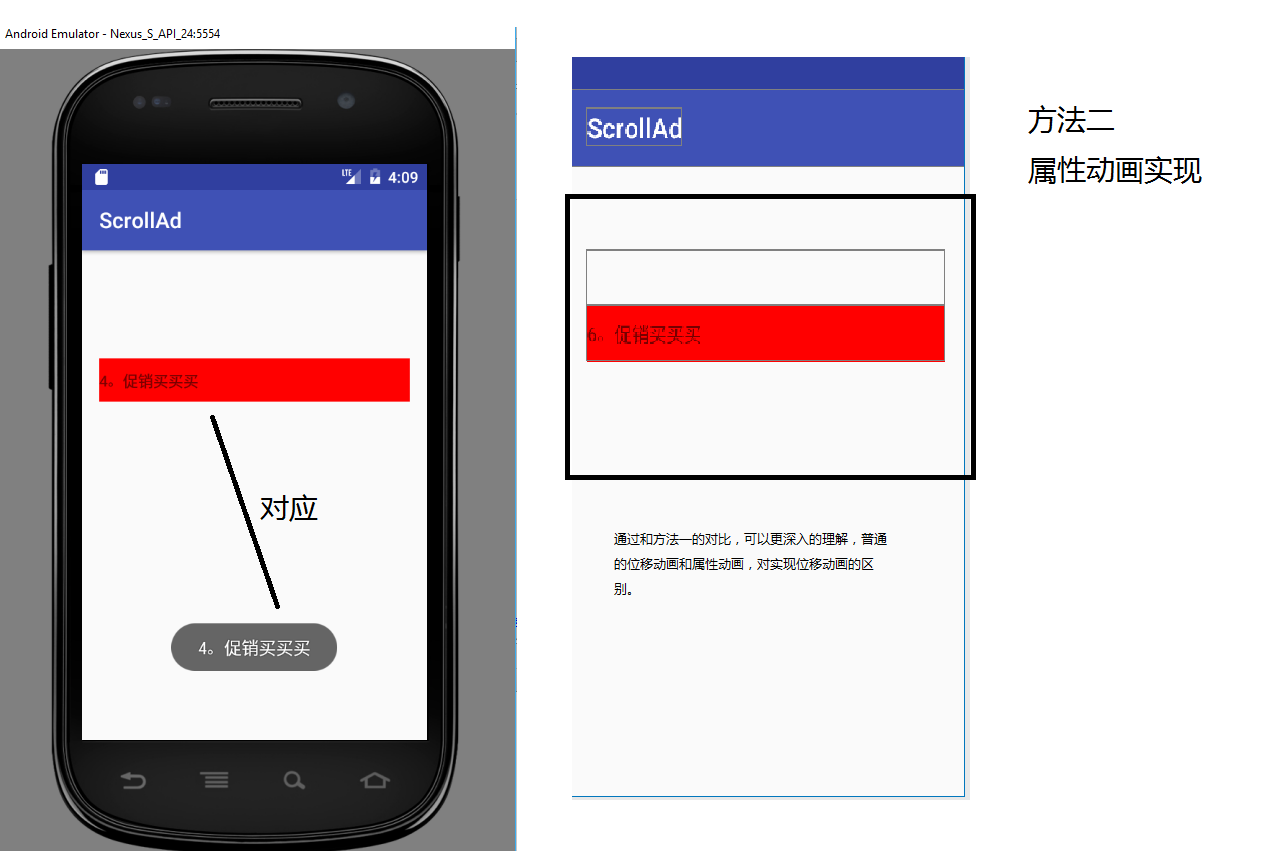 Android Emulator - Nexus_S_API_24:5554
LTE 4:09
ScrollAd
4。促销买买买
对应
4。促销买买买
ScrollAd
6。促销买买买
通过和方法一的对比，可以更深入的理解，普通
的位移动画和属性动画，对实现位移动画的区
别。
方法二
属性动画实现